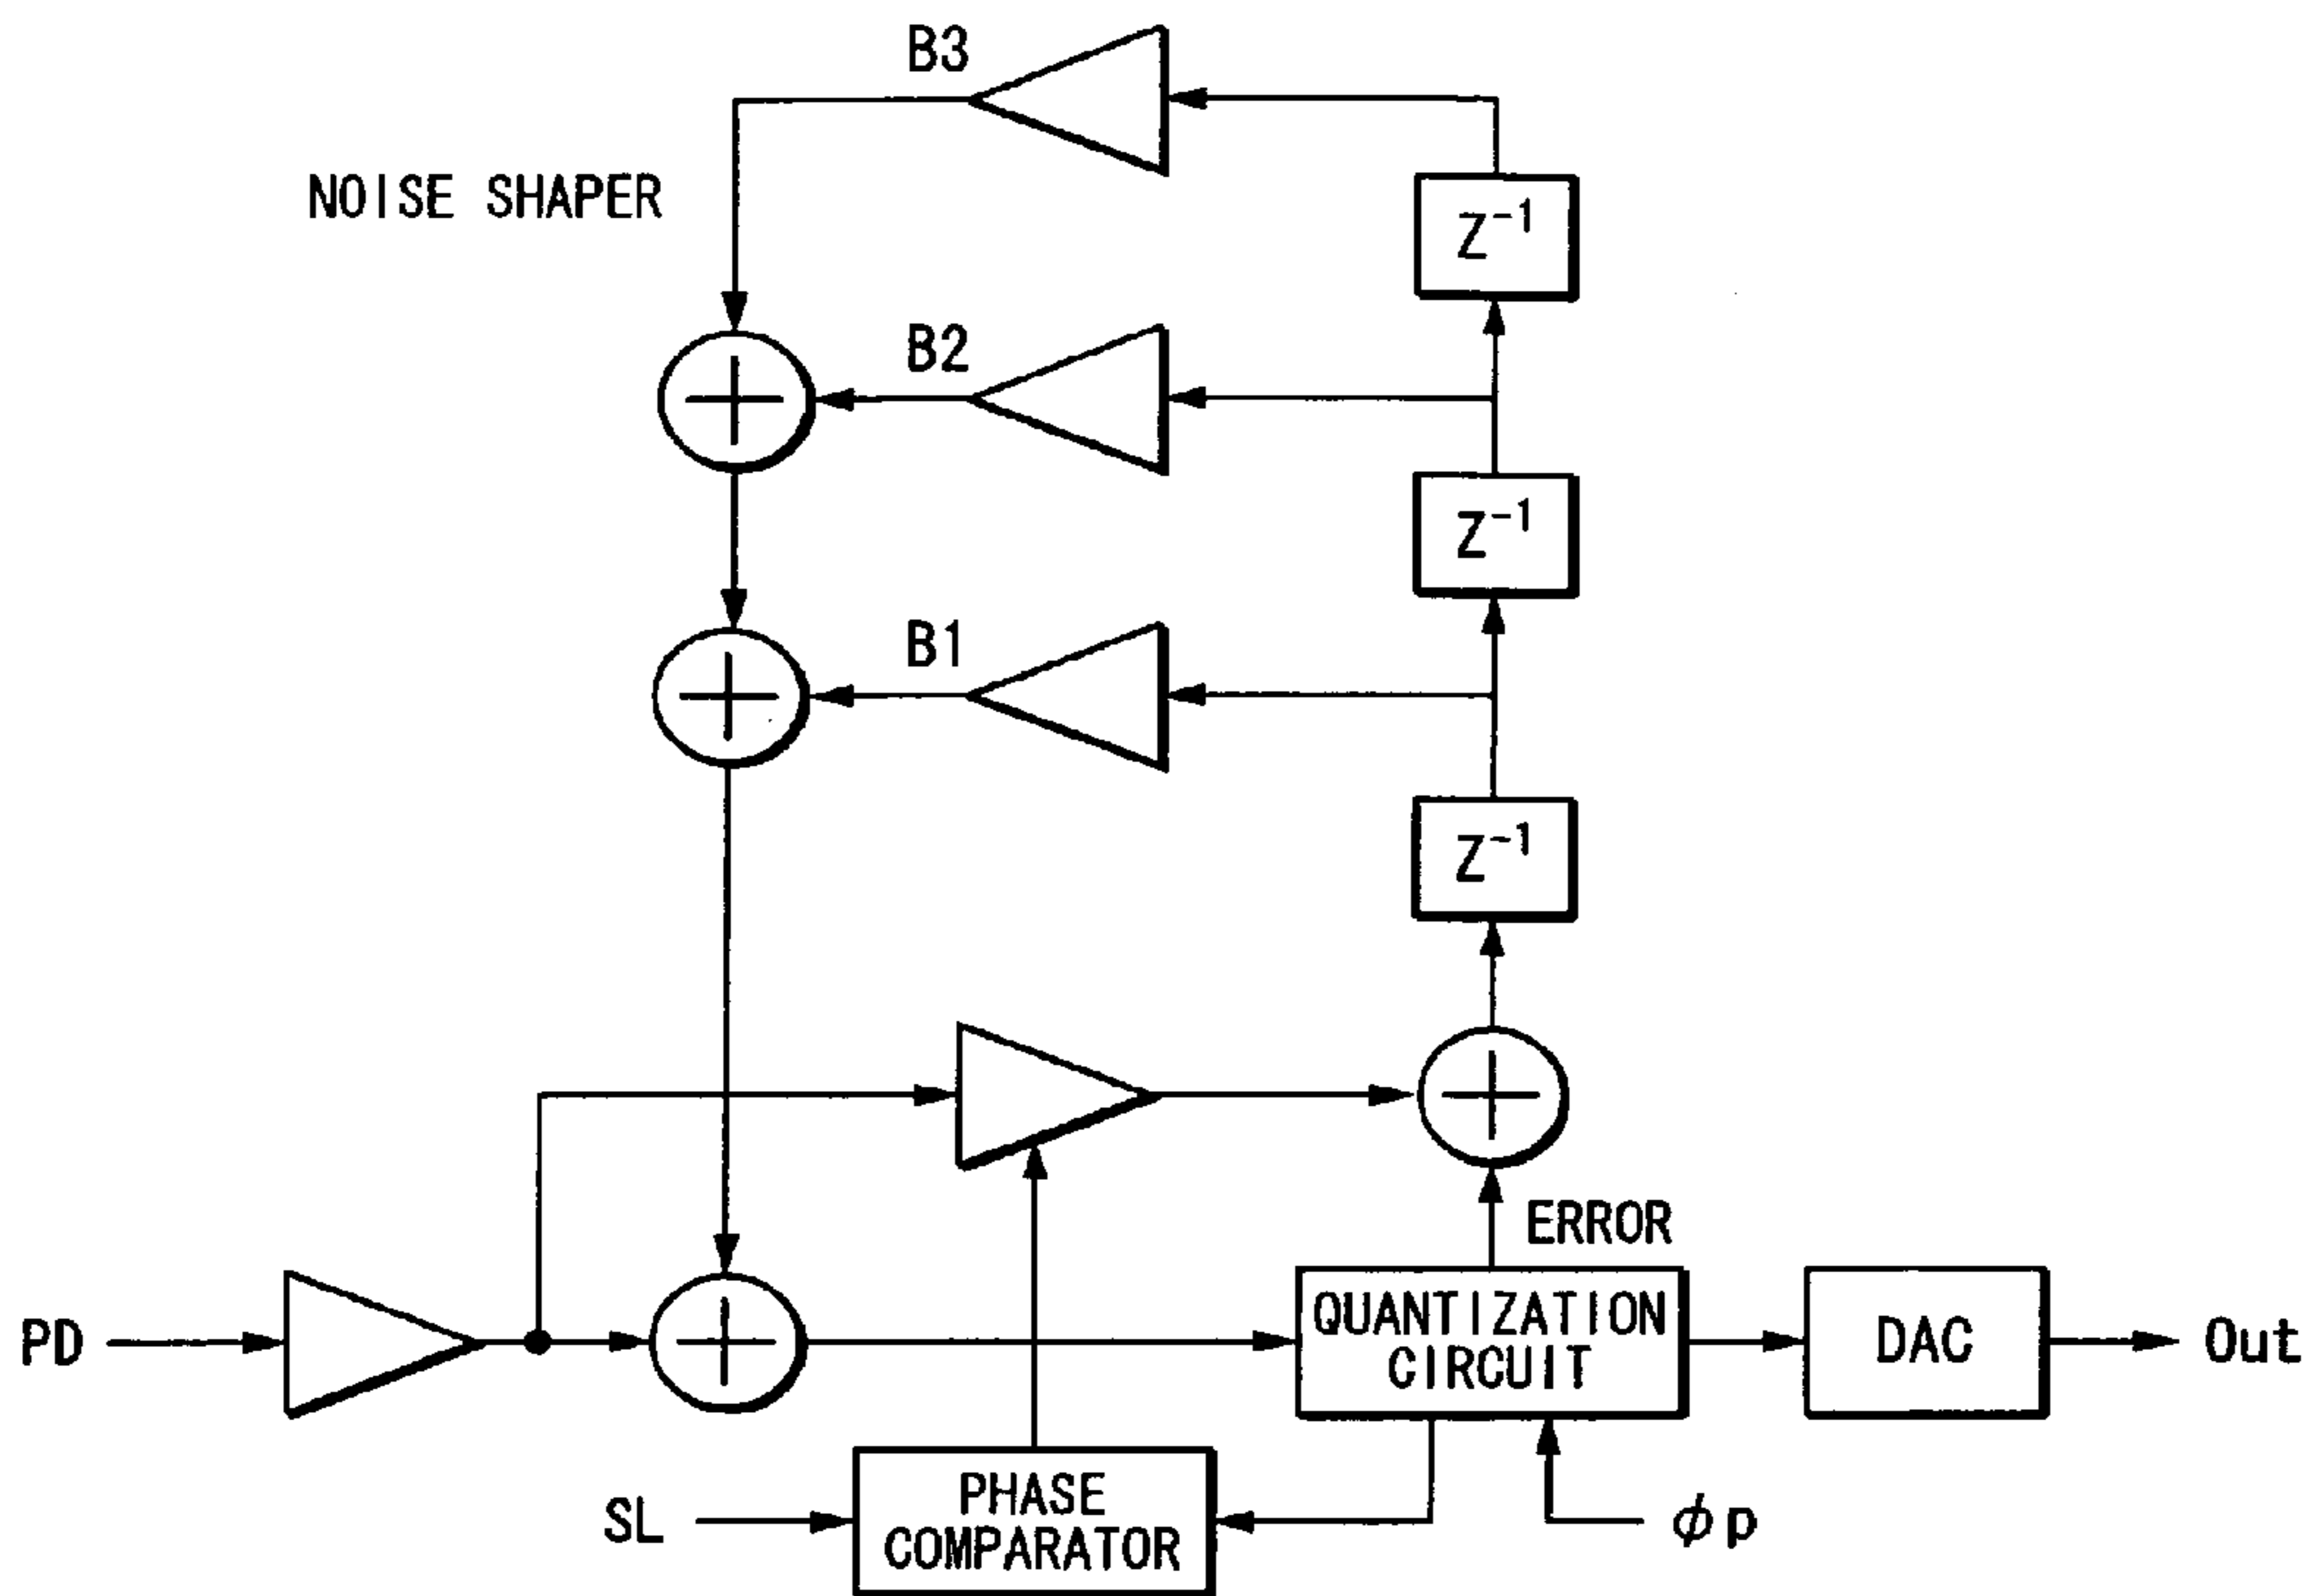 B3
NOISE SHAPER
Z⁻¹
B2
Z⁻¹
B1
Z⁻¹
ERROR
PD
QUANTIZATION
CIRCUIT
DAC
Out
SL
PHASE
COMPARATOR
ϕp